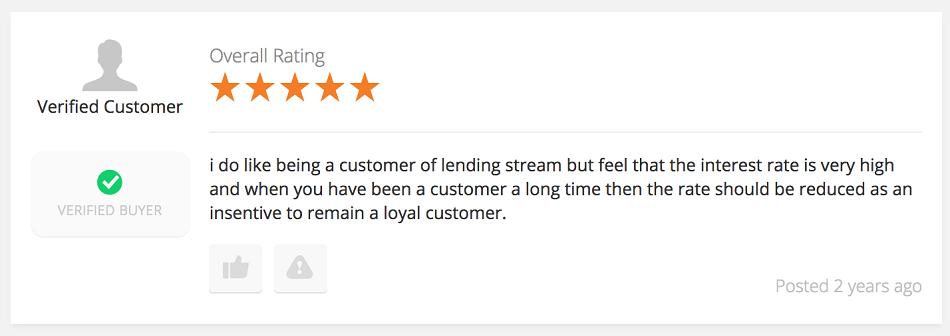 Overall Rating
Verified Customer
VERIFIED BUYER
i do like being a customer of lending stream but feel that the interest rate is very high
and when you have been a customer a long time then the rate should be reduced as an
insentive to remain a loyal customer.
Posted 2 years ago